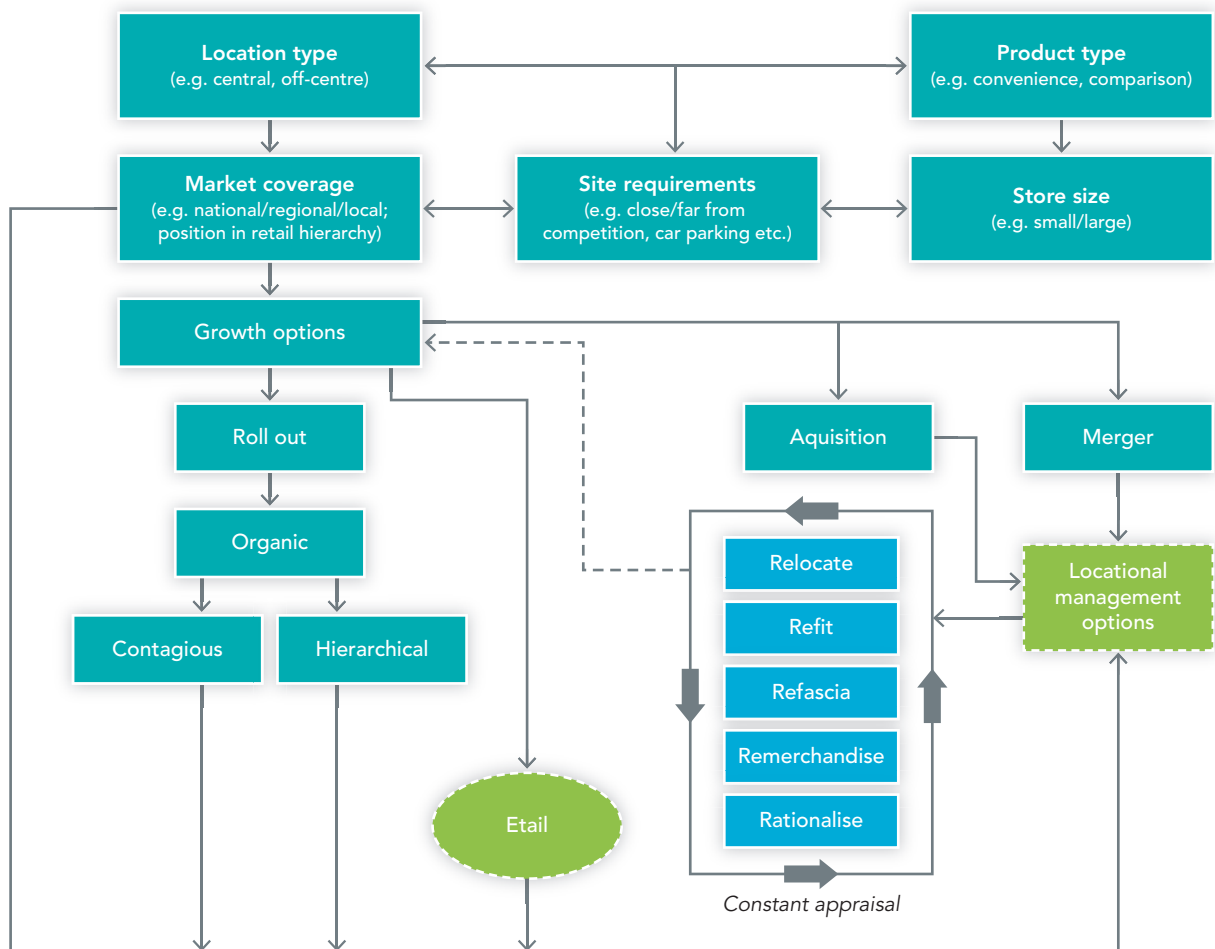 Location type
(e.g. central, off-centre)
Product type
(e.g. convenience, comparison)
Market coverage
(e.g. national/regional/local;
position in retail hierarchy)
Site requirements
(e.g. close/far from
competition, car parking etc.)
Store size
(e.g. small/large)
Growth options
Roll out
Aquisition
Merger
Organic
Relocate
Locational
management
options
Refit
Contagious
Hierarchical
Refascia
Remerchandise
Etail
Rationalise
Constant appraisal